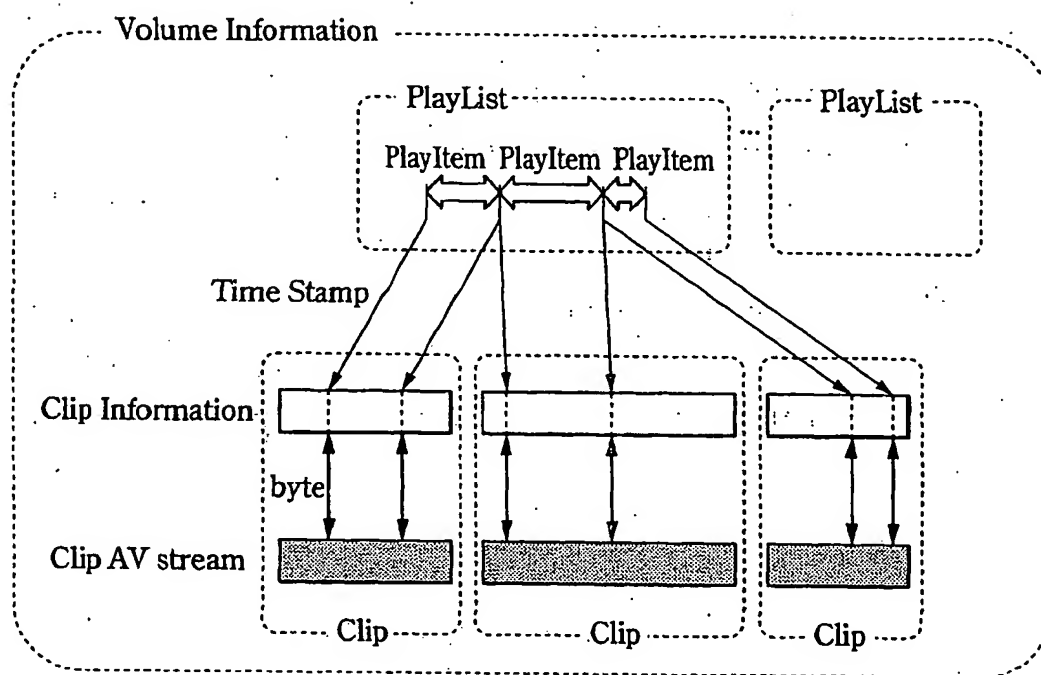 Volume Information
PlayList
...
PlayList
PlayItem PlayItem PlayItem
Time Stamp
Clip Information
byte
Clip AV stream
Clip
Clip
Clip